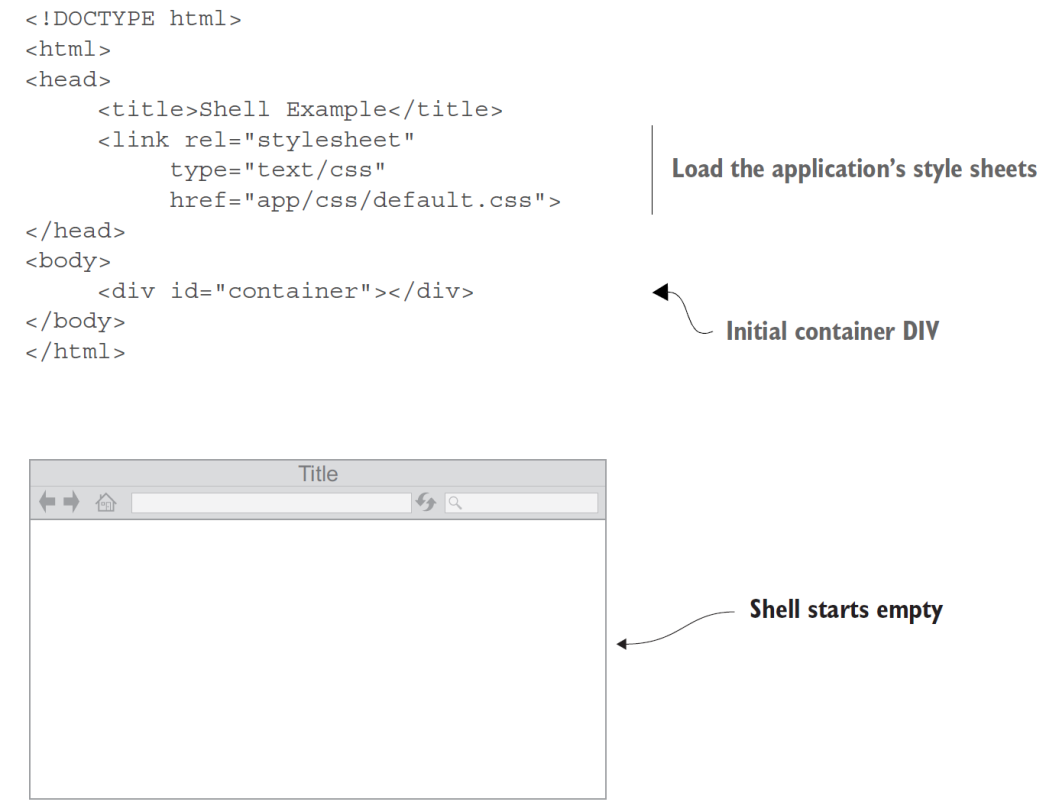 <!DOCTYPE html>
<html>
<head>
<title>Shell Example</title>
<link rel="stylesheet"
type="text/css"
href="app/css/default.css">
Load the application’s style sheets
</head>
<body>
<div id="container"></div>
Initial container DIV
</body>
</html>
Title
Shell starts empty